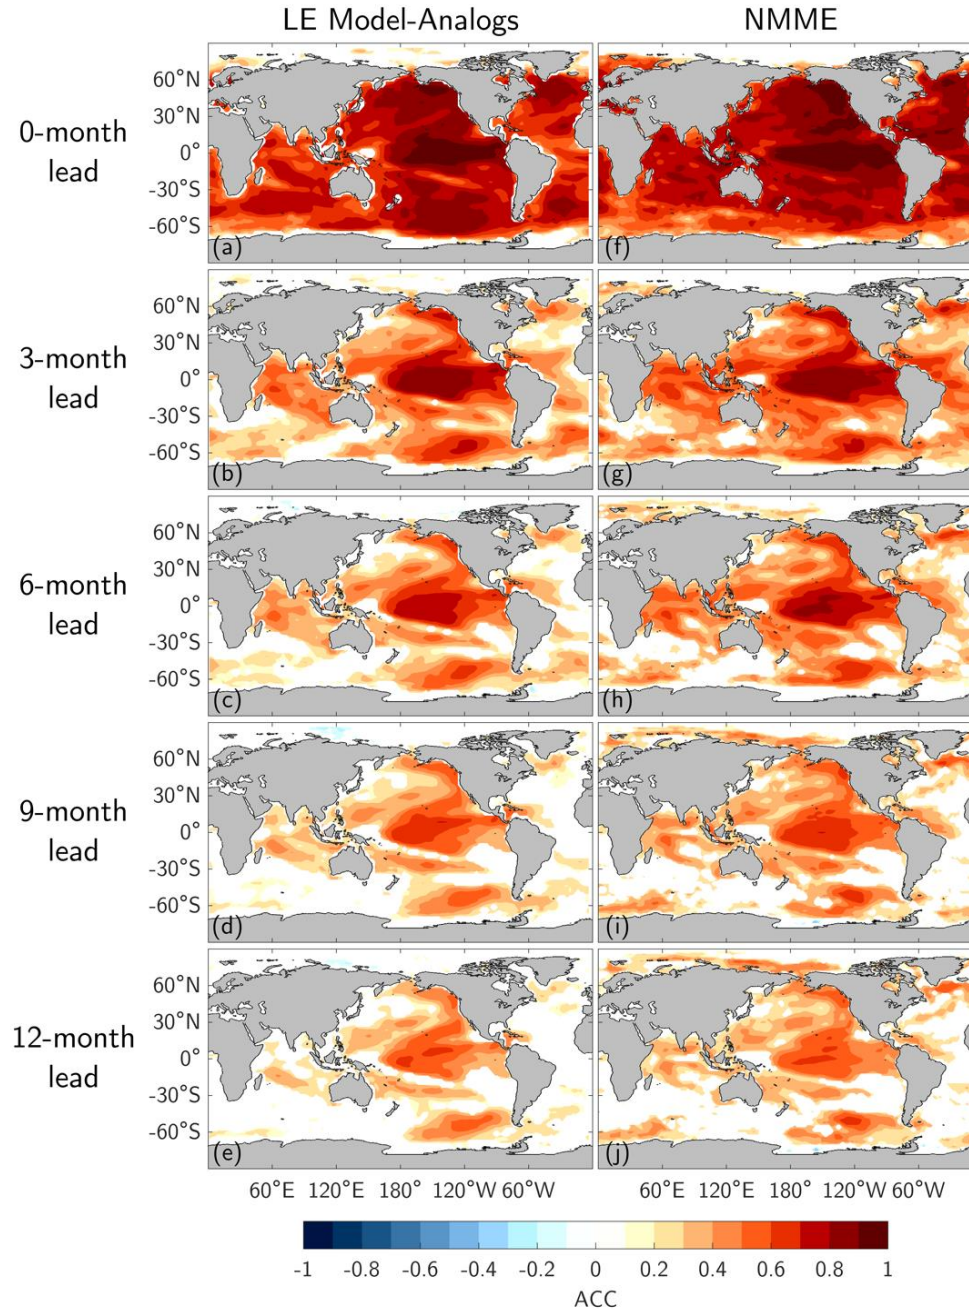 LE Model-Analogs NMME
0-month
lead
60°N
30°N
0°
-30°S
-60°S
(a) (f)
3-month
lead
60°N
30°N
0°
-30°S
-60°S
(b) (g)
6-month
lead
60°N
30°N
0°
-30°S
-60°S
(c) (h)
9-month
lead
60°N
30°N
0°
-30°S
-60°S
(d) (i)
12-month
lead
60°N
30°N
0°
-30°S
-60°S
(e) (j)
60°E 120°E 180° 120°W 60°W 60°E 120°E 180° 120°W 60°W
-1 -0.8 -0.6 -0.4 -0.2 0 0.2 0.4 0.6 0.8 1
ACC